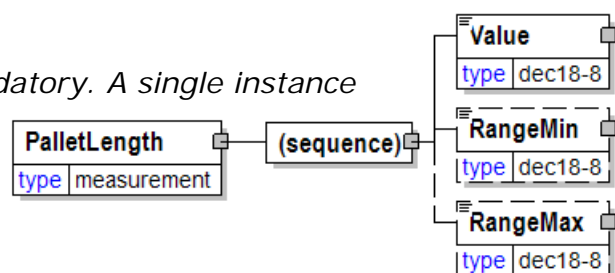 Value
type dec18-8
datory. A single instance
RangeMin
PalletLength
(sequence)
type dec18-8
type measurement
RangeMax
type dec18-8